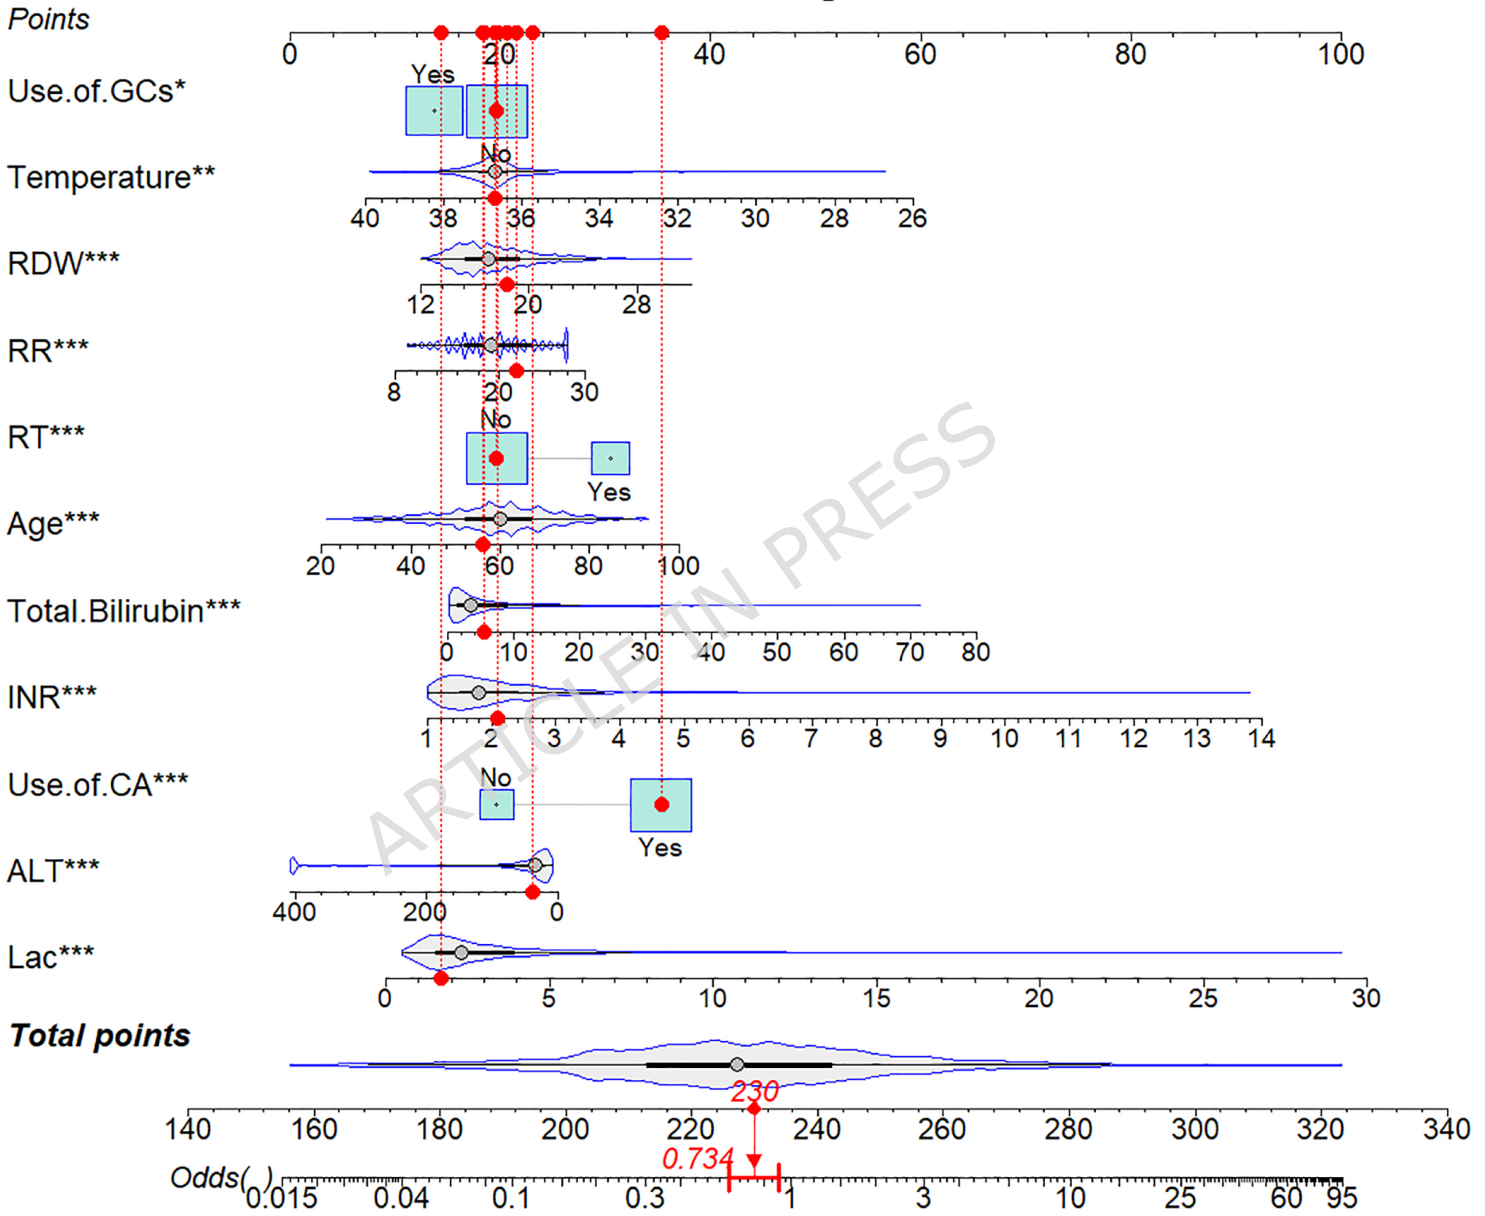 Points
0 20 40 60 80 100
Use.of.GCs*
Yes
No
Temperature**
40 38 36 34 32 30 28 26
RDW***
12 20 28
RR***
8 20 30
RT***
No
Yes
Age***
20 40 60 80 100
Total.Bilirubin***
0 10 20 30 40 50 60 70 80
INR***
1 2 3 4 5 6 7 8 9 10 11 12 13 14
Use.of.CA***
No
Yes
ALT***
400 200 0
Lac***
0 5 10 15 20 25 30
Total points
230
140 160 180 200 220 240 260 280 300 320 340
0.734
Odds( )
0.015 0.04 0.1 0.3 1 3 10 25 60 95
ARTICLE IN PRESS